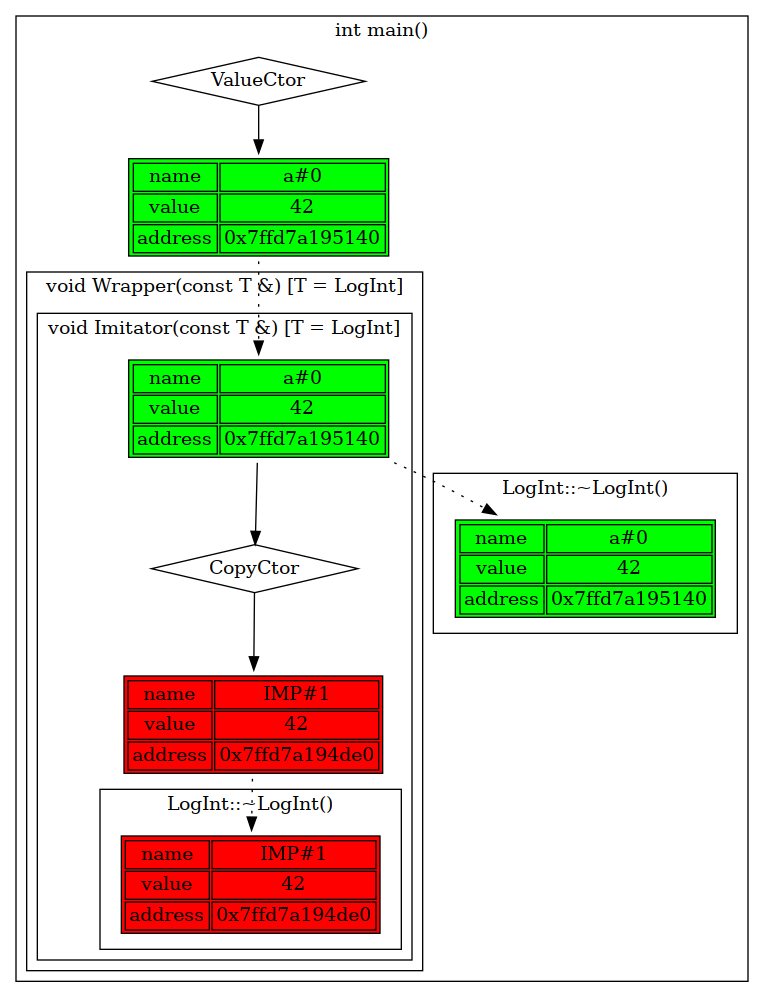 int main()
ValueCtor
name a#0
value 42
address 0x7ffd7a195140
void Wrapper(const T &) [T = LogInt]
void Imitator(const T &) [T = LogInt]
name a#0
value 42
address 0x7ffd7a195140
LogInt::~LogInt()
name a#0
value 42
address 0x7ffd7a195140
CopyCtor
name IMP#1
value 42
address 0x7ffd7a194de0
LogInt::~LogInt()
name IMP#1
value 42
address 0x7ffd7a194de0